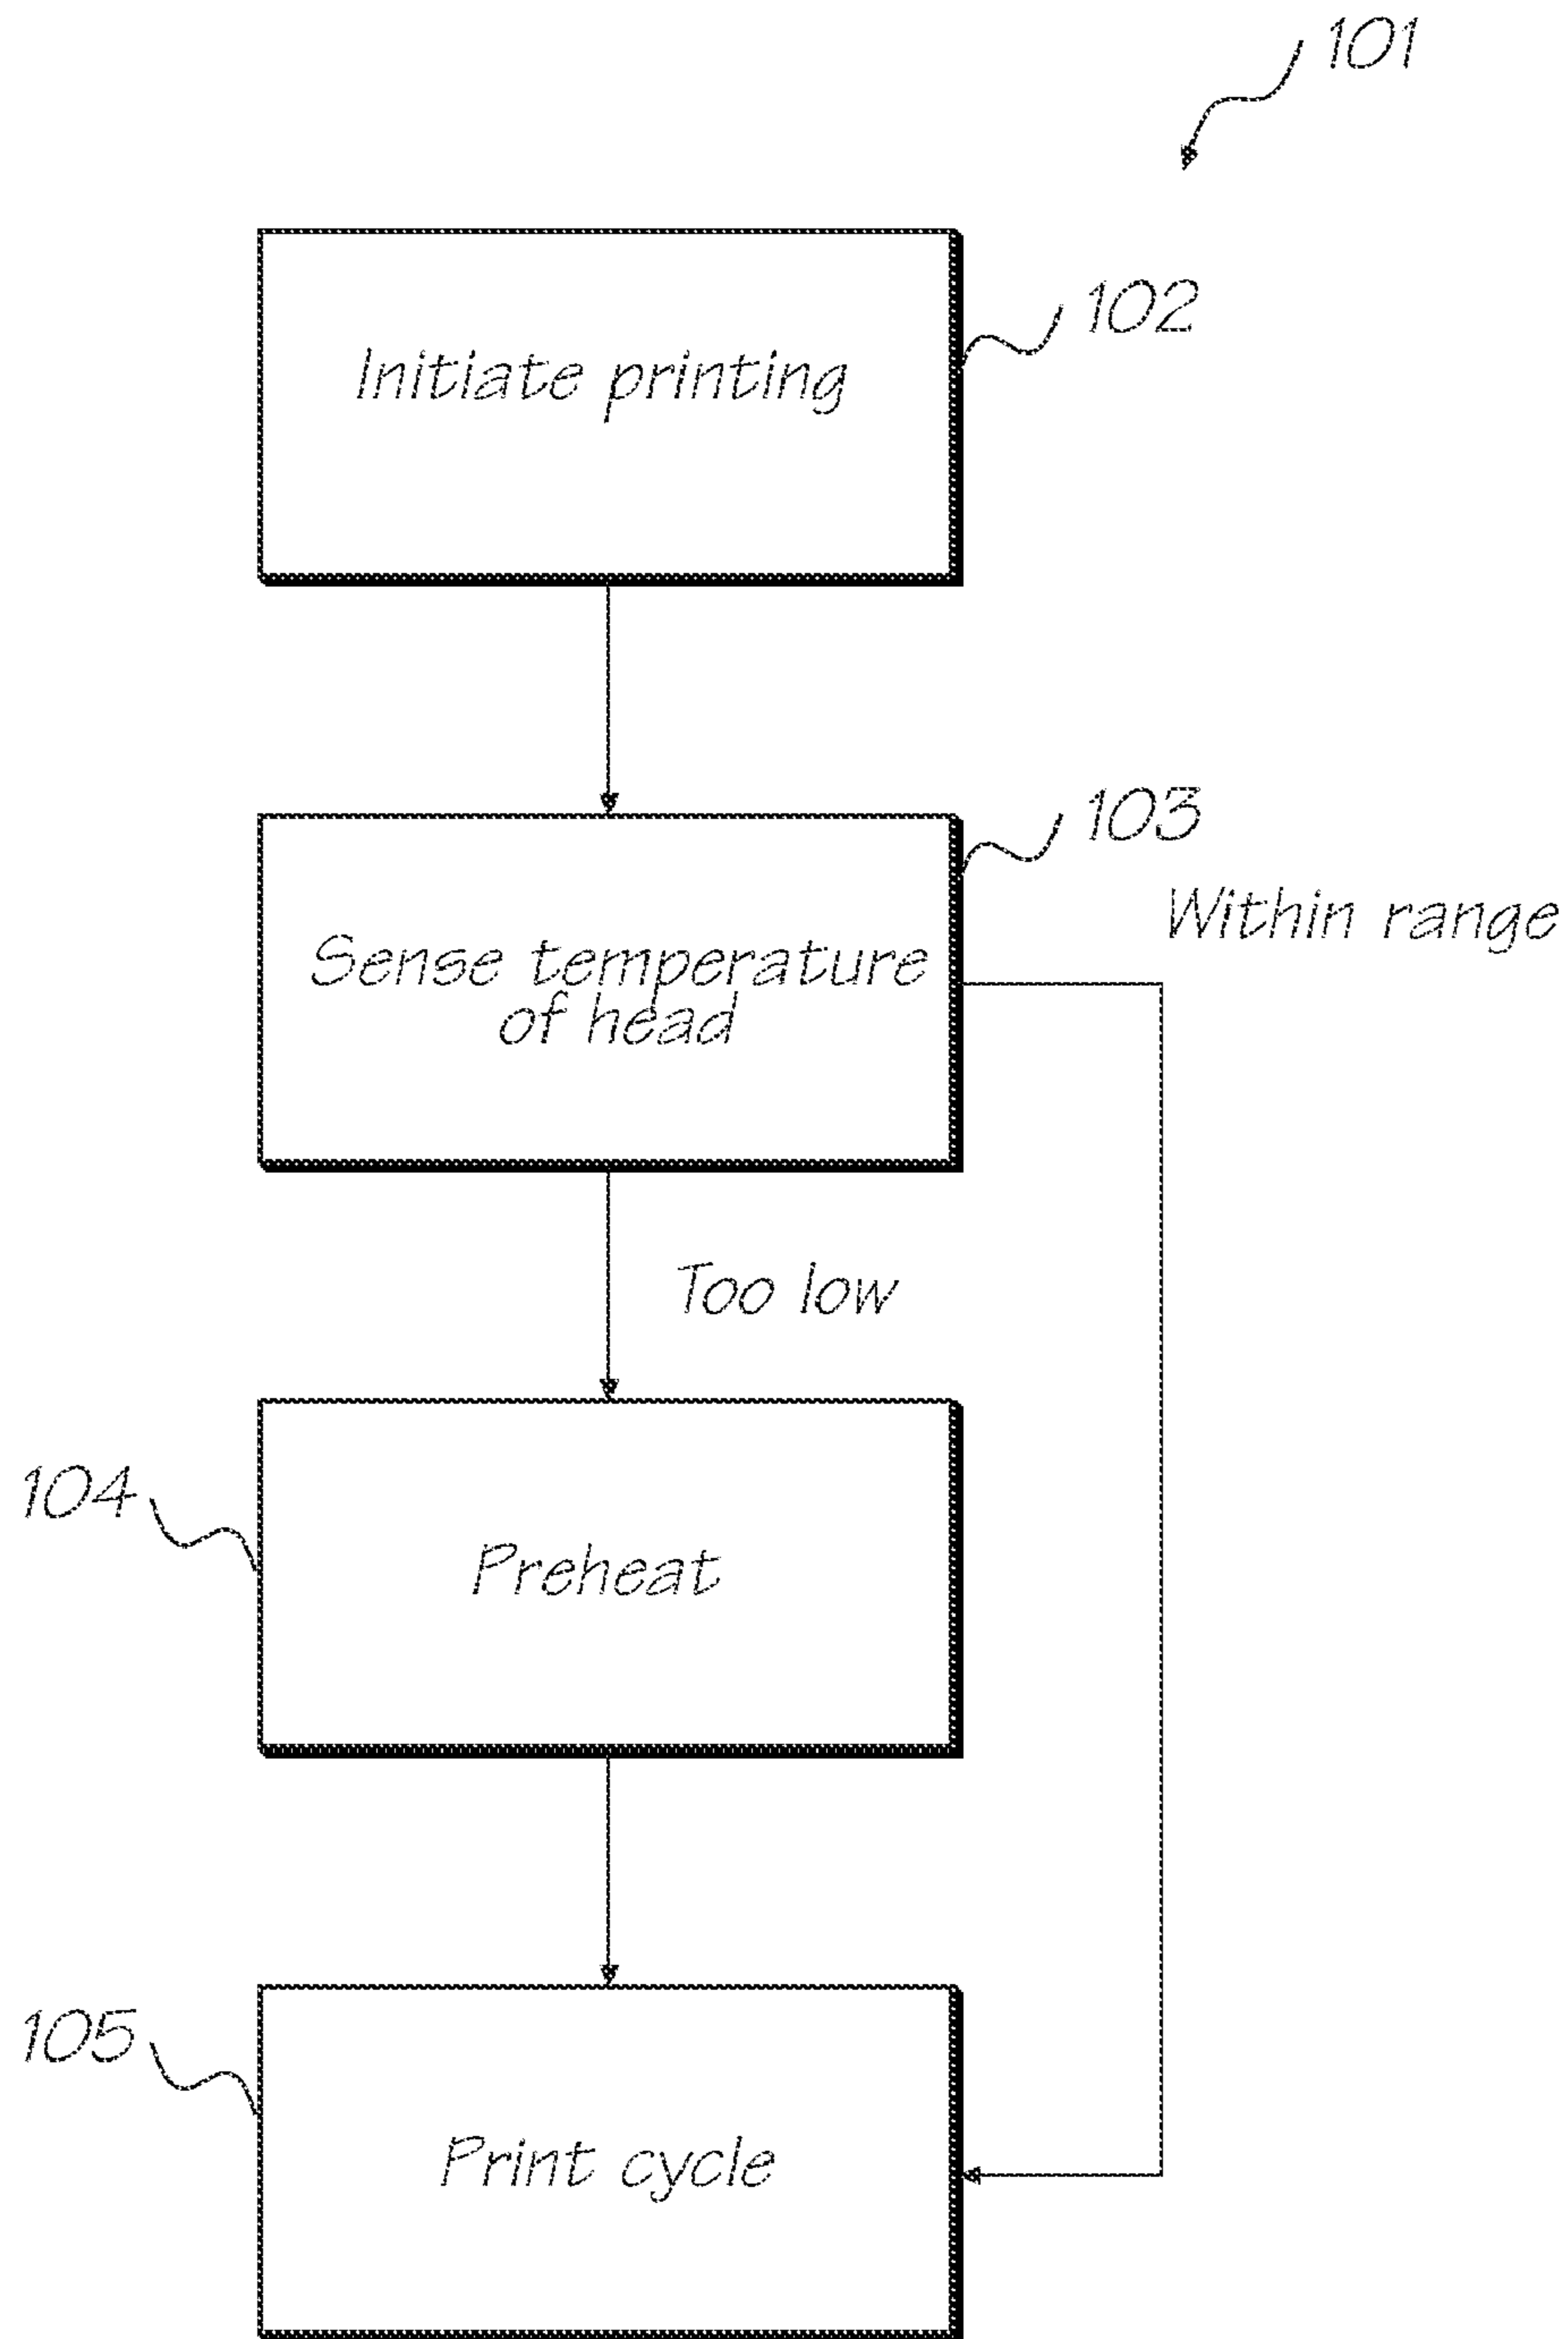 101
102
Initiate printing
103
Within range
Sense temperature
of head
Too low
104
Preheat
105
Print cycle